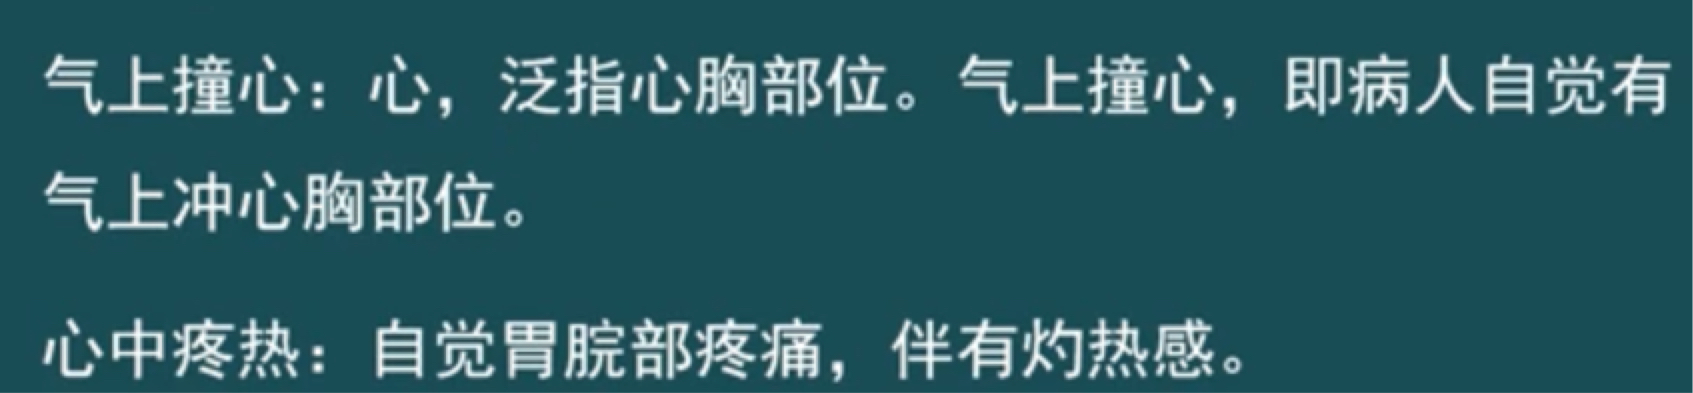 气上撞心：心，泛指心胸部位。气上撞心，即病人自觉有
气上冲心胸部位。
心中疼热：自觉胃脘部疼痛，伴有灼热感。